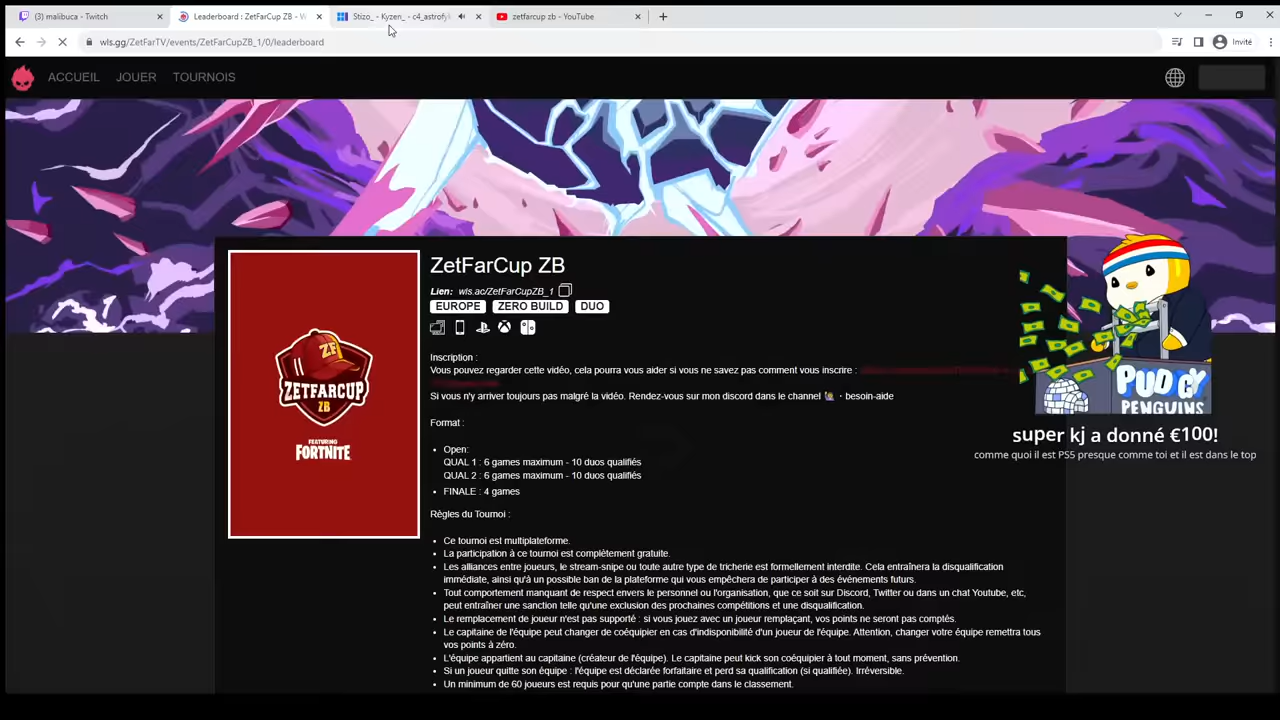 (3) malibuca - Twitch
Leaderboard : ZetFarCup ZB - W
Stizo_ - Kyzen_ - c4_astrofy
zetfarcup zb - YouTube
wls.gg/ZetFarTV/events/ZetFarCupZB_1/0/leaderboard
Invité
ACCUEIL JOUER TOURNOIS
ZetFarCup ZB
Lien: wls.ac/ZetFarCupZB_1
EUROPE ZERO BUILD DUO
ZF
ZETFARCUP
ZB
FEATURING
FORTNITE
Inscription :
Vous pouvez regarder cette vidéo, cela pourra vous aider si vous ne savez pas comment vous inscrire :
Si vous n'y arriver toujours pas malgré la vidéo. Rendez-vous sur mon discord dans le channel 🙋 · besoin-aide
Format :
• Open:
QUAL 1 : 6 games maximum - 10 duos qualifiés
QUAL 2 : 6 games maximum - 10 duos qualifiés
• FINALE : 4 games
Règles du Tournoi :
• Ce tournoi est multiplateforme.
• La participation à ce tournoi est complètement gratuite.
• Les alliances entre joueurs, le stream-snipe ou toute autre type de tricherie est formellement interdite. Cela entraînera la disqualification
immédiate, ainsi qu'à un possible ban de la plateforme qui vous empêchera de participer à des événements futurs.
• Tout comportement manquant de respect envers le personnel ou l'organisation, que ce soit sur Discord, Twitter ou dans un chat Youtube, etc,
peut entraîner une sanction telle qu'une exclusion des prochaines compétitions et une disqualification.
• Le remplacement de joueur n'est pas supporté : si vous jouez avec un joueur remplaçant, vos points ne seront pas comptés.
• Le capitaine de l'équipe peut changer de coéquipier en cas d'indisponibilité d'un joueur de l'équipe. Attention, changer votre équipe remettra tous
vos points à zéro.
• L'équipe appartient au capitaine (créateur de l'équipe). Le capitaine peut kick son coéquipier à tout moment, sans prévention.
• Si un joueur quitte son équipe : l'équipe est déclarée forfaitaire et perd sa qualification (si qualifiée). Irréversible.
• Un minimum de 60 joueurs est requis pour qu'une partie compte dans le classement.
PUDGY
PENGUINS
super kj a donné €100!
comme quoi il est PS5 presque comme toi et il est dans le top